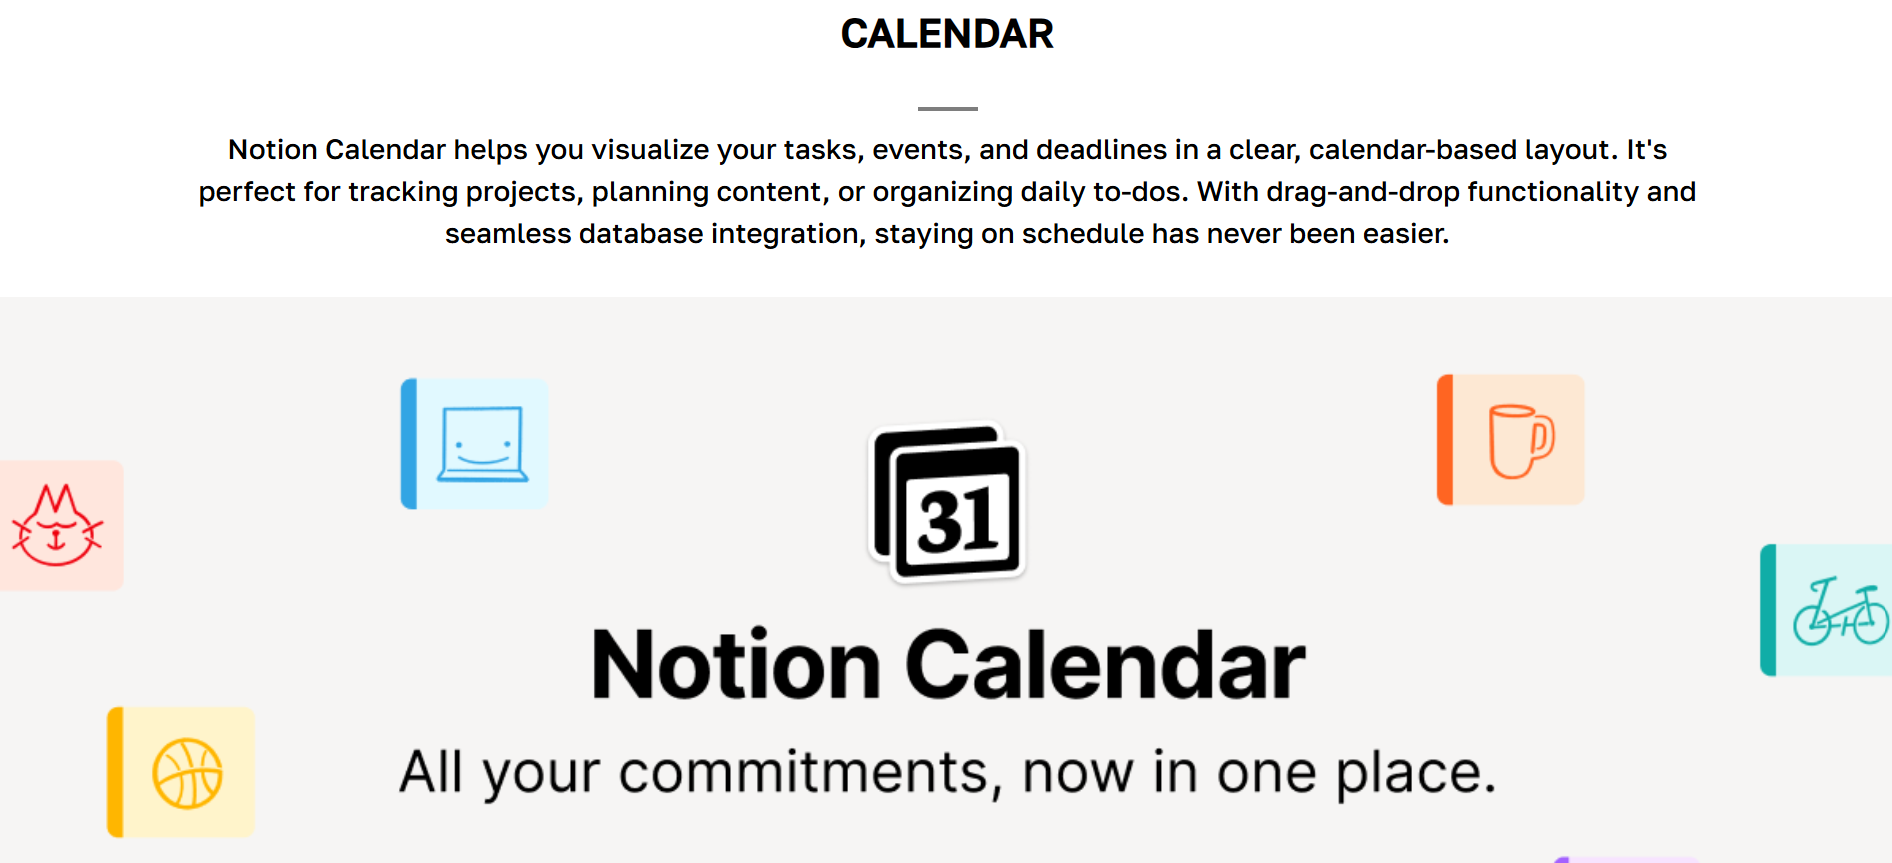 CALENDAR
Notion Calendar helps you visualize your tasks, events, and deadlines in a clear, calendar-based layout. It's
perfect for tracking projects, planning content, or organizing daily to-dos. With drag-and-drop functionality and
seamless database integration, staying on schedule has never been easier.
31
Notion Calendar
All your commitments, now in one place.